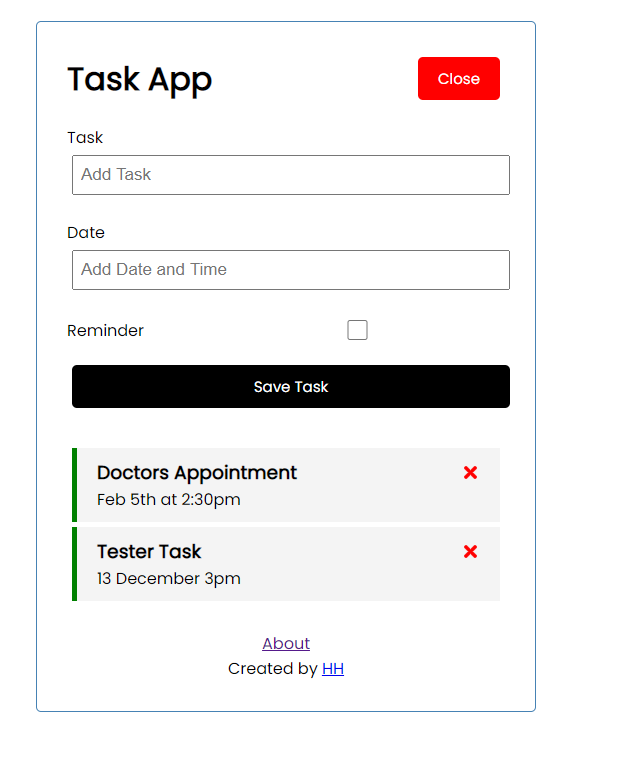 Task App
Close
Task
Add Task
Date
Add Date and Time
Reminder
Save Task
Doctors Appointment
Feb 5th at 2:30pm
Tester Task
13 December 3pm
About
Created by HH